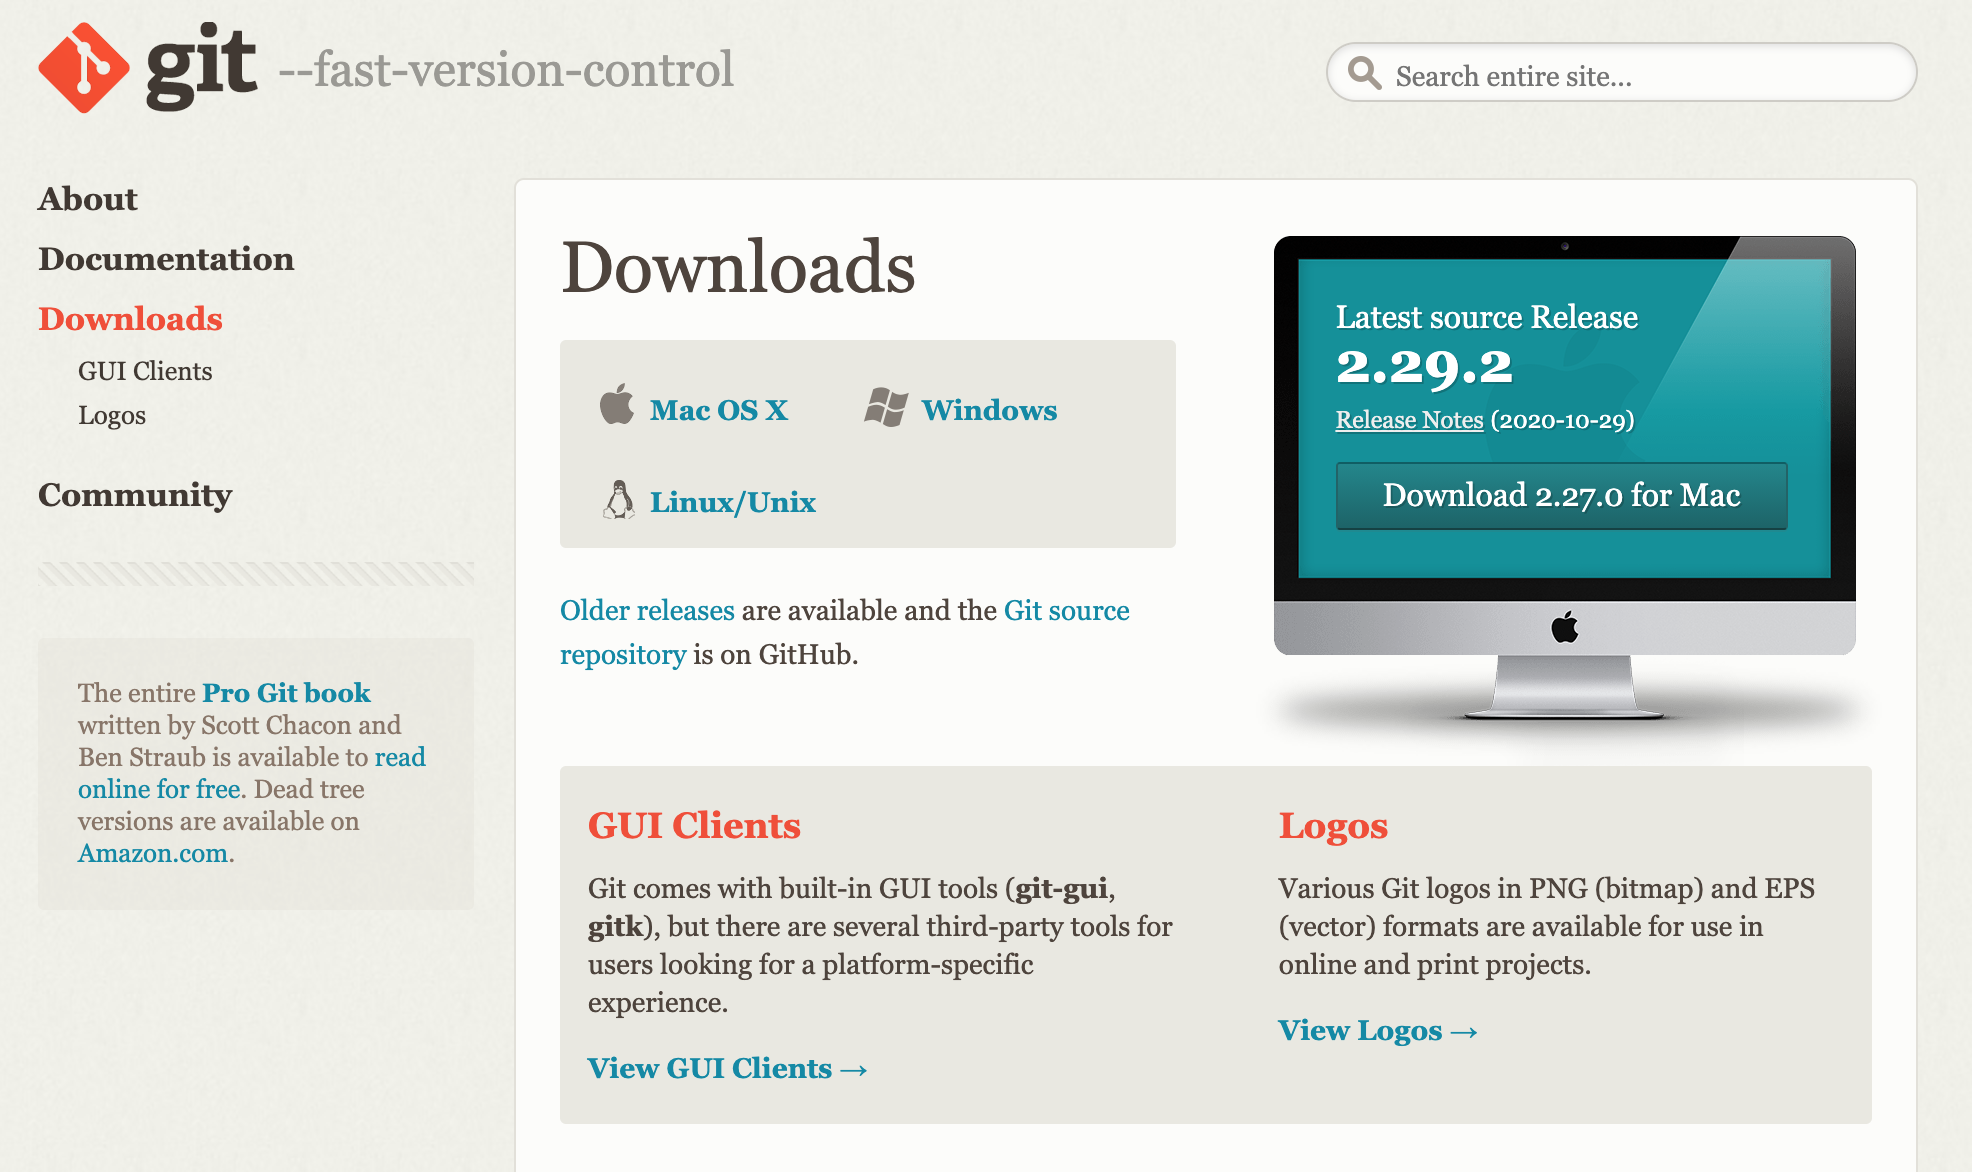 git --fast-version-control
Search entire site...
About
Documentation
Downloads
GUI Clients
Logos
Community
The entire Pro Git book
written by Scott Chacon and
Ben Straub is available to read
online for free. Dead tree
versions are available on
Amazon.com.
Downloads
Mac OS X
Windows
Linux/Unix
Older releases are available and the Git source
repository is on GitHub.
Latest source Release
2.29.2
Release Notes (2020-10-29)
Download 2.27.0 for Mac
GUI Clients
Git comes with built-in GUI tools (git-gui,
gitk), but there are several third-party tools for
users looking for a platform-specific
experience.
View GUI Clients →
Logos
Various Git logos in PNG (bitmap) and EPS
(vector) formats are available for use in
online and print projects.
View Logos →